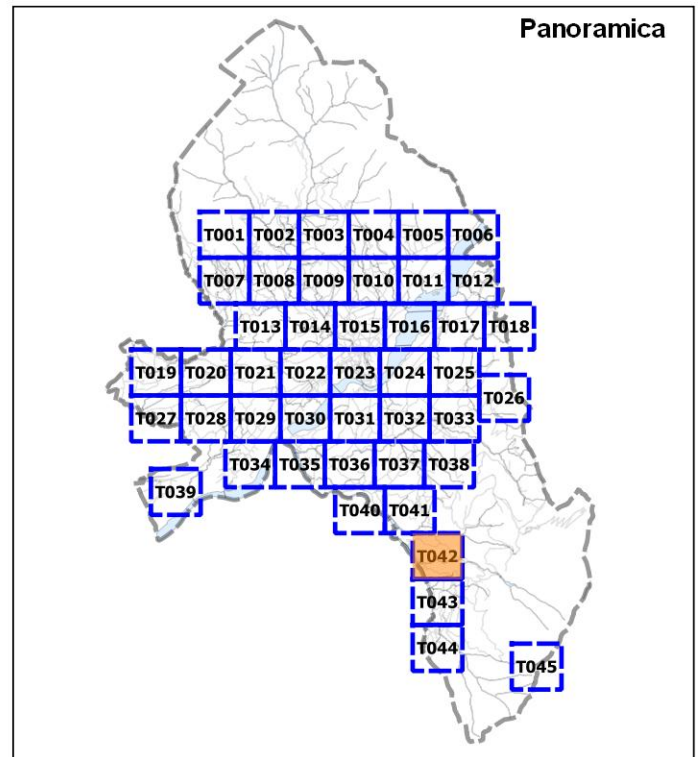 Panoramica
T001 T002 T003 T004 T005 T006
T007 T008 T009 T010 T011 T012
T013 T014 T015 T016 T017 T018
T019 T020 T021 T022 T023 T024 T025
T026
T027 T028 T029 T030 T031 T032 T033
T034 T035 T036 T037 T038
T039
T040 T041
T042
T043
T044
T045